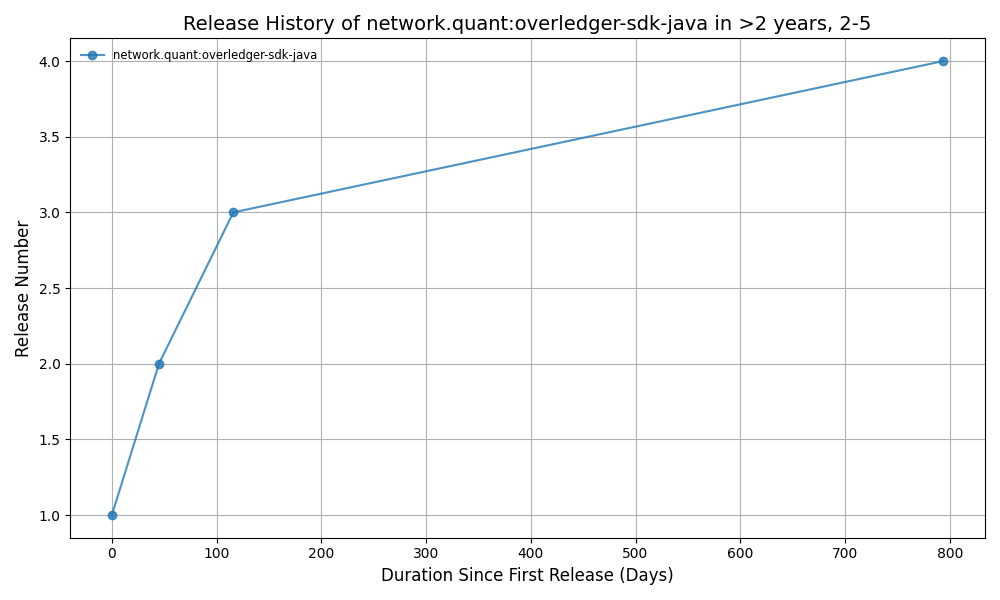 Release History of network.quant:overledger-sdk-java in >2 years, 2-5
network.quant:overledger-sdk-java
Release Number
4.0
3.5
3.0
2.5
2.0
1.5
1.0
0 100 200 300 400 500 600 700 800
Duration Since First Release (Days)